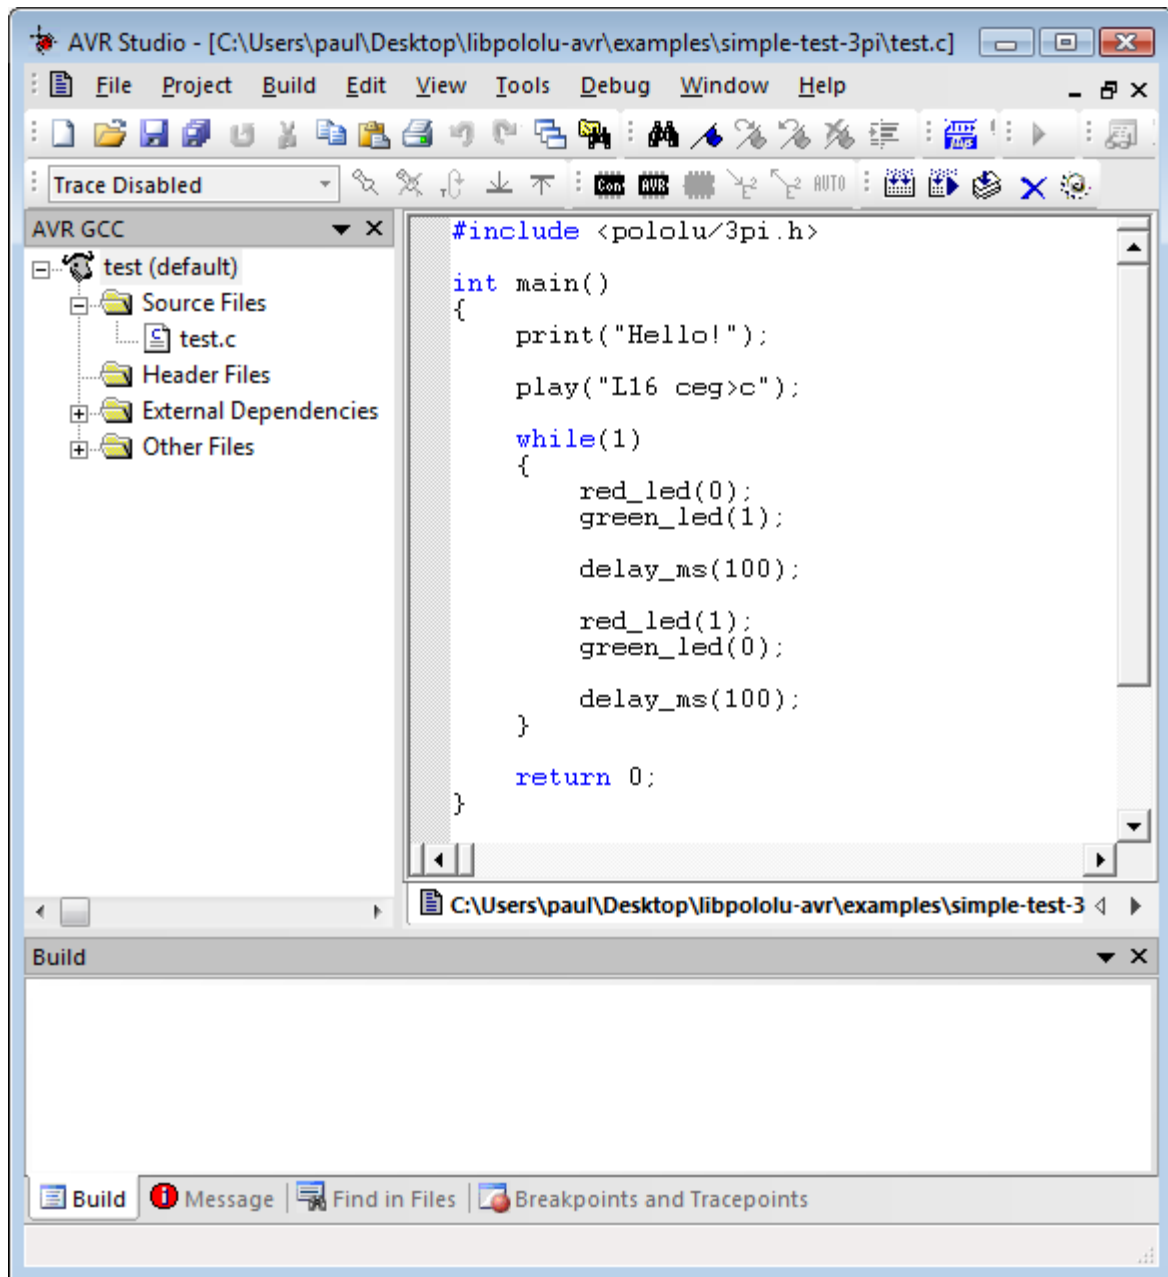 AVR Studio - [C:\Users\paul\Desktop\libpololu-avr\examples\simple-test-3pi\test.c]
File Project Build Edit View Tools Debug Window Help
Trace Disabled
Con AVR AUTO
AVR GCC
test (default)
Source Files
test.c
Header Files
External Dependencies
Other Files
#include <pololu/3pi.h>
int main()
{
print("Hello!");
play("L16 ceg>c");
while(1)
{
red_led(0);
green_led(1);
delay_ms(100);
red_led(1);
green_led(0);
delay_ms(100);
}
return 0;
}
C:\Users\paul\Desktop\libpololu-avr\examples\simple-test-3
Build
Build Message Find in Files Breakpoints and Tracepoints